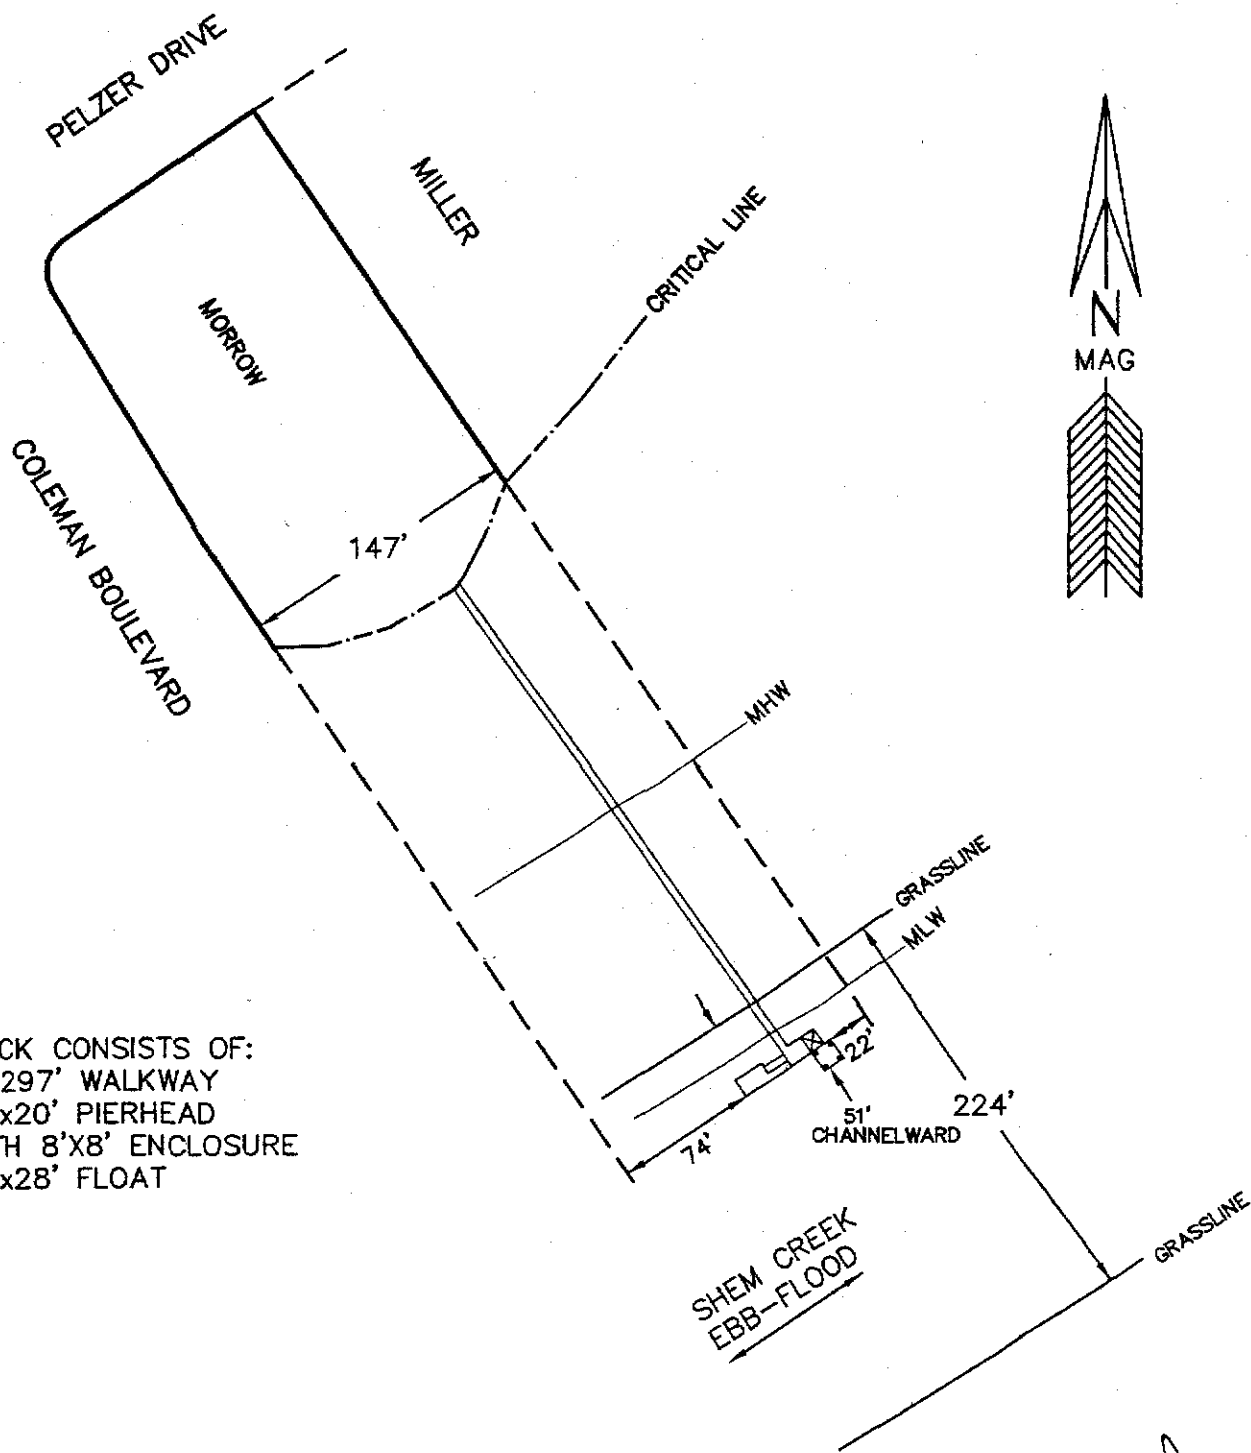 PELZER DRIVE
MILLER
CRITICAL LINE
MORROW
N
MAG
COLEMAN BOULEVARD
147'
MHW
GRASSLINE
MLW
CK CONSISTS OF:
297' WALKWAY
x20' PIERHEAD
TH 8'X8' ENCLOSURE
x28' FLOAT
22'
74'
51'
CHANNELWARD
224'
SHEM CREEK
EBB-FLOOD
GRASSLINE